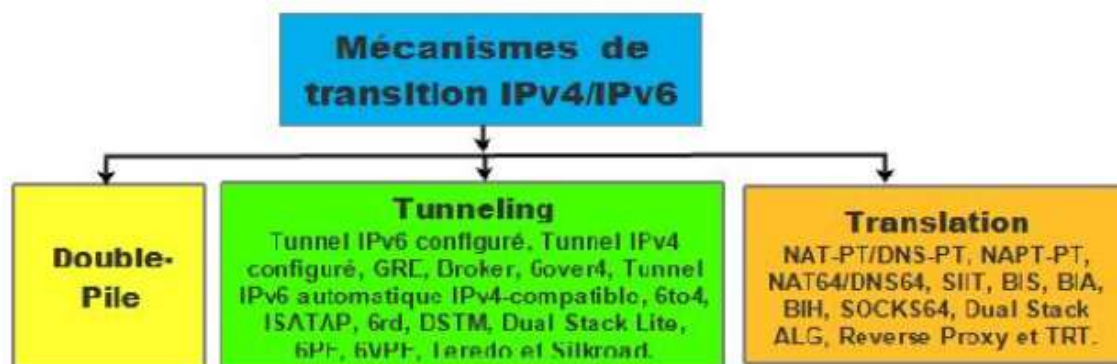 Mécanismes de
transition IPv4/IPv6
Double-
Pile
Tunneling
Tunnel IPv6 configuré, Tunnel IPv4
configuré, GRE, Broker, 6over4, Tunnel
IPv6 automatique IPv4-compatible, 6to4,
ISATAP, 6rd, DSTM, Dual Stack Lite,
6PE, 6VPE, Teredo et Silkroad.
Translation
NAT-PT/DNS-PT, NAPT-PT,
NAT64/DNS64, SIIT, BIS, BIA,
BIH, SOCKS64, Dual Stack
ALG, Reverse Proxy et TRT.